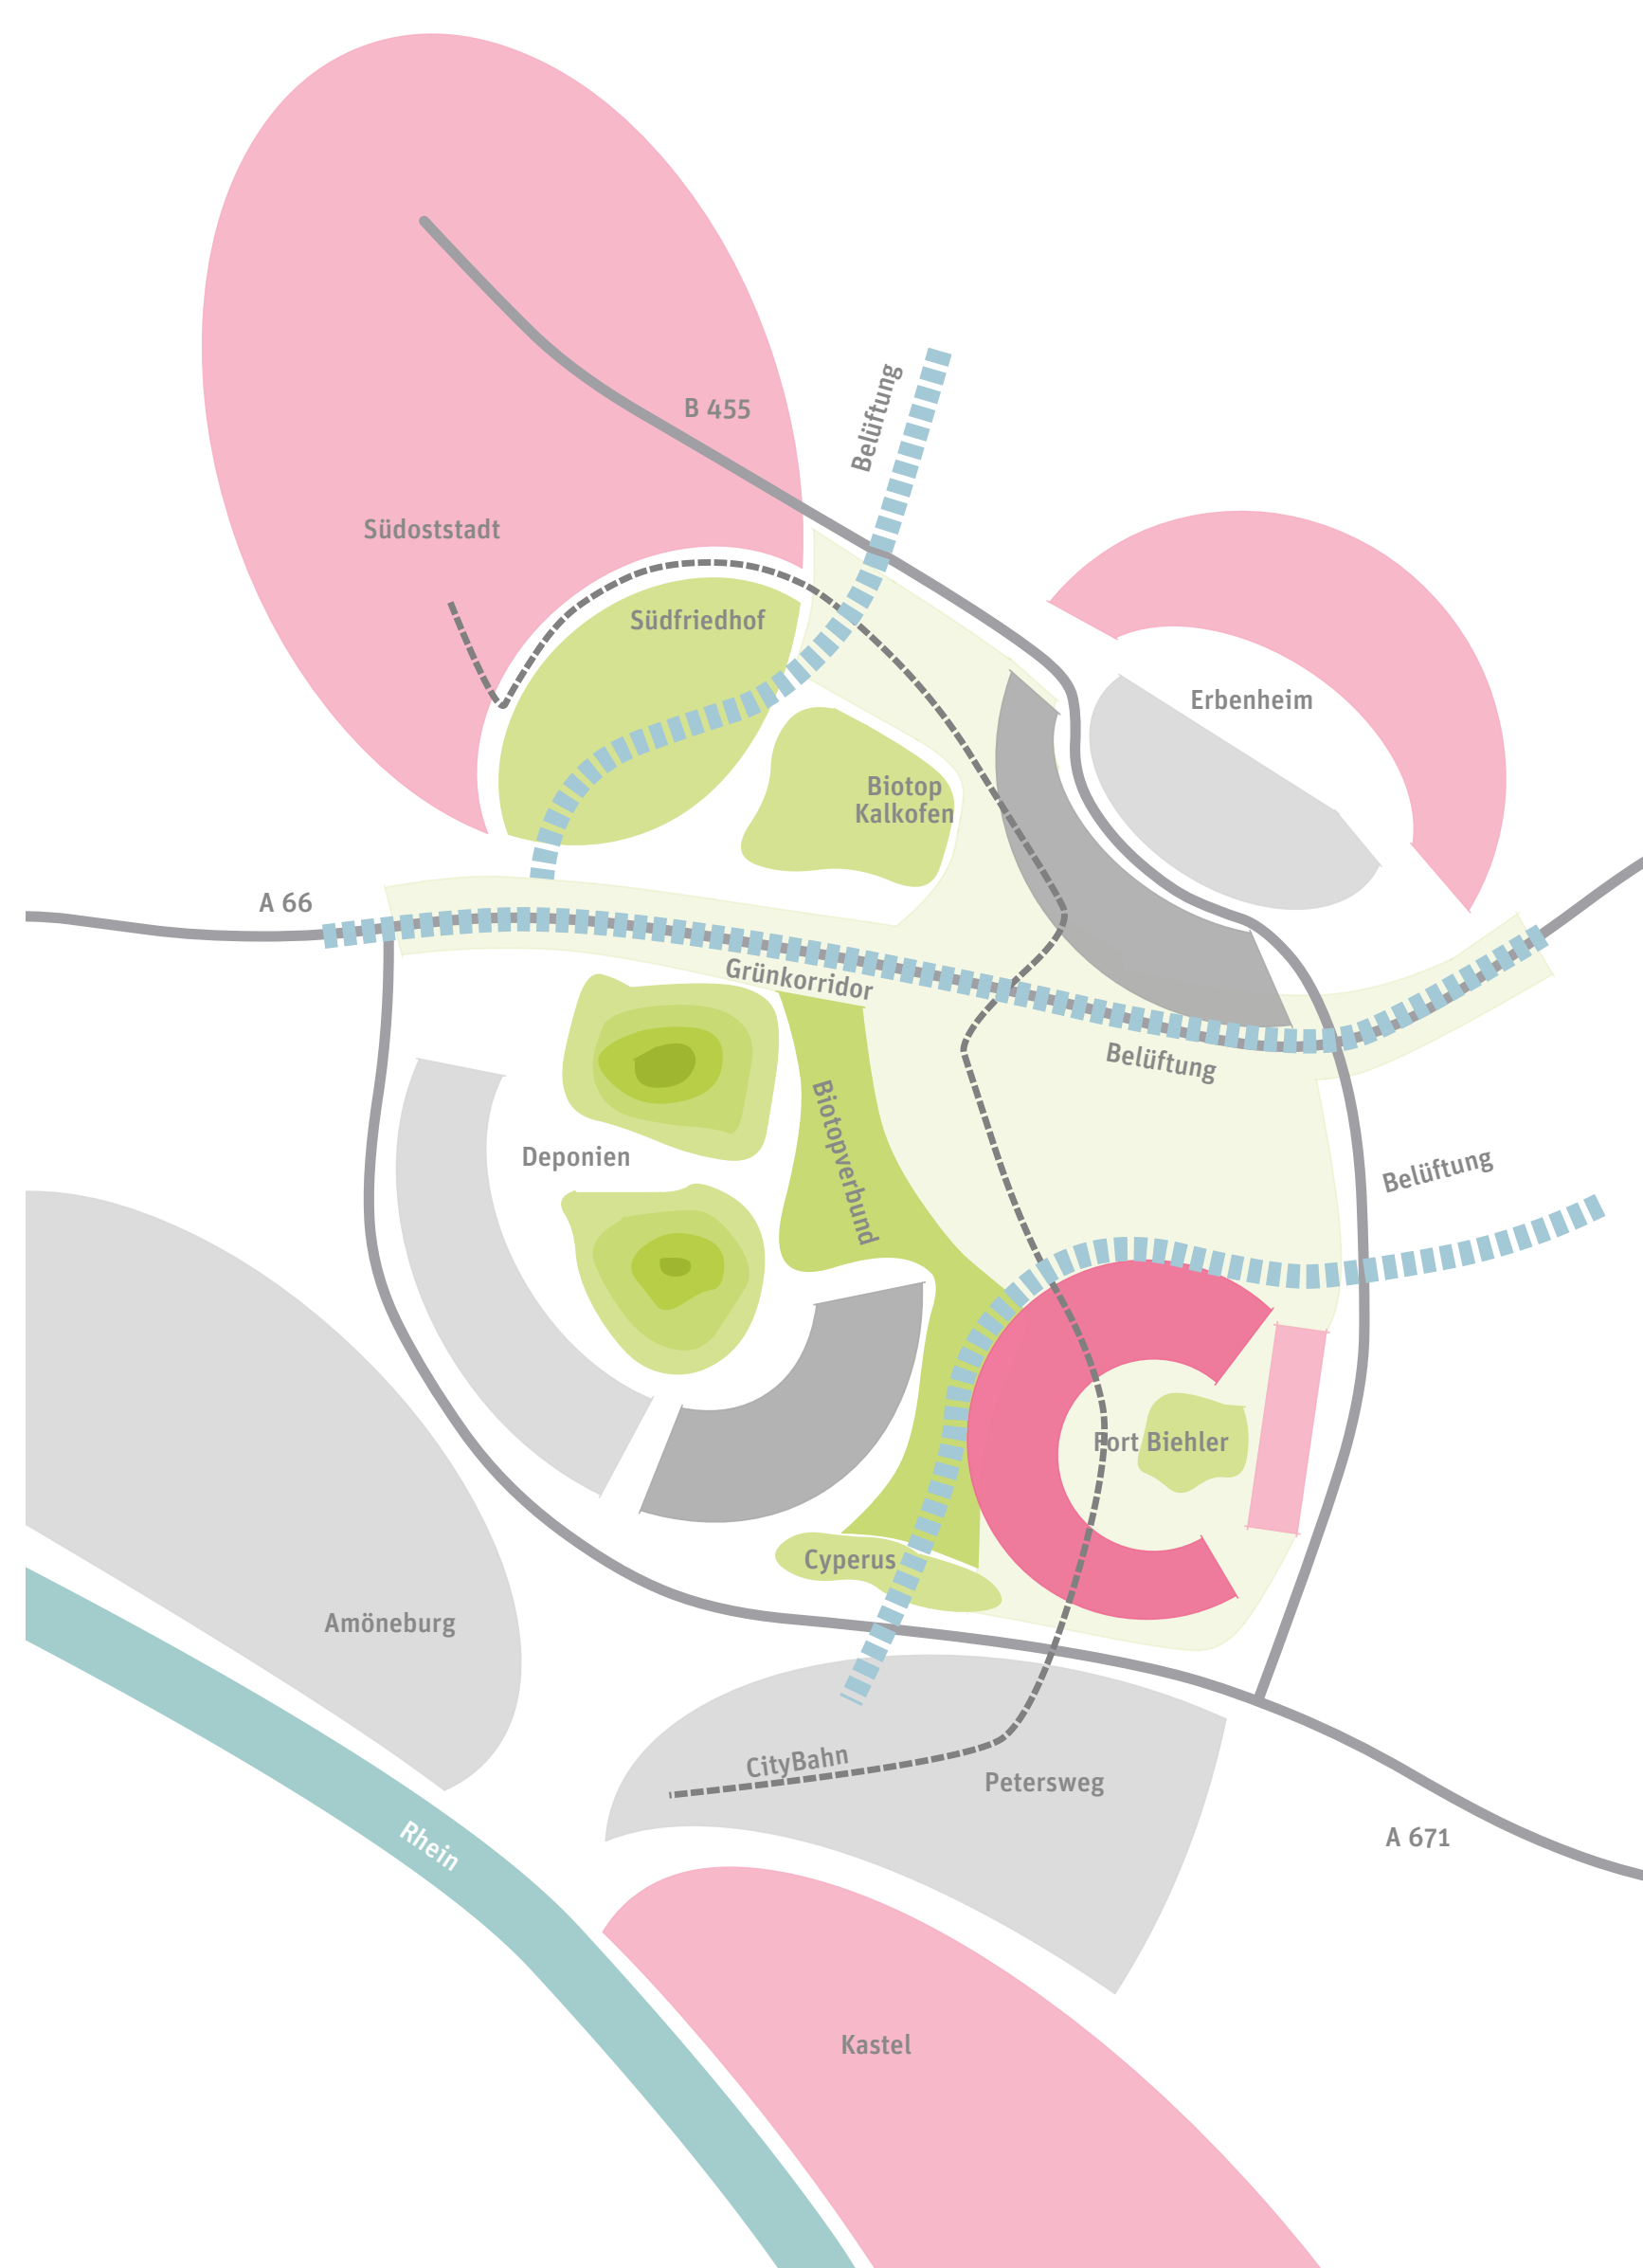 B 455
Belüftung
Südoststadt
Südfriedhof
Erbenheim
Biotop
Kalkofen
A 66
Grünkorridor
Belüftung
Biotopverbund
Deponien
Belüftung
Fort Biehler
Cyperus
Amöneburg
CityBahn
Petersweg
Rhein
A 671
Kastel